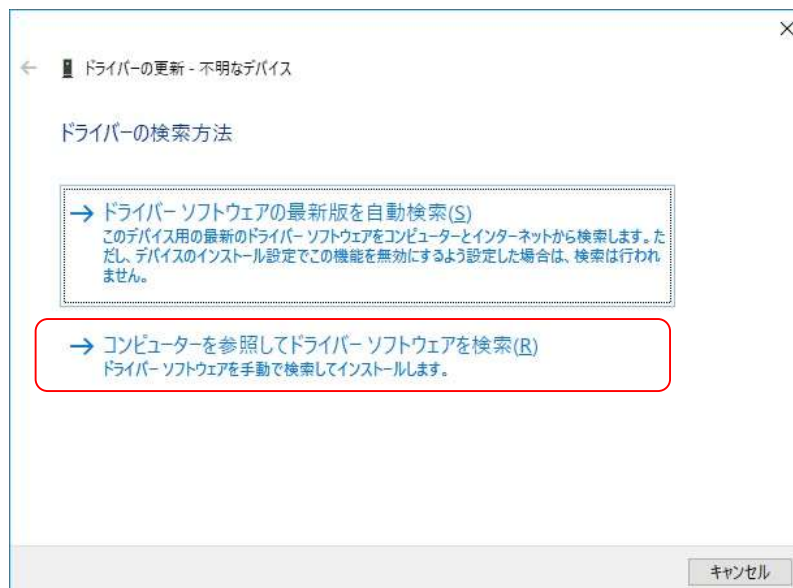 ドライバーの更新 - 不明なデバイス
ドライバーの検索方法
ドライバー ソフトウェアの最新版を自動検索(S)
このデバイス用の最新のドライバー ソフトウェアをコンピューターとインターネットから検索します。た
だし、デバイスのインストール設定でこの機能を無効にするよう設定した場合は、検索は行われ
ません。
コンピューターを参照してドライバー ソフトウェアを検索(R)
ドライバー ソフトウェアを手動で検索してインストールします。
キャンセル